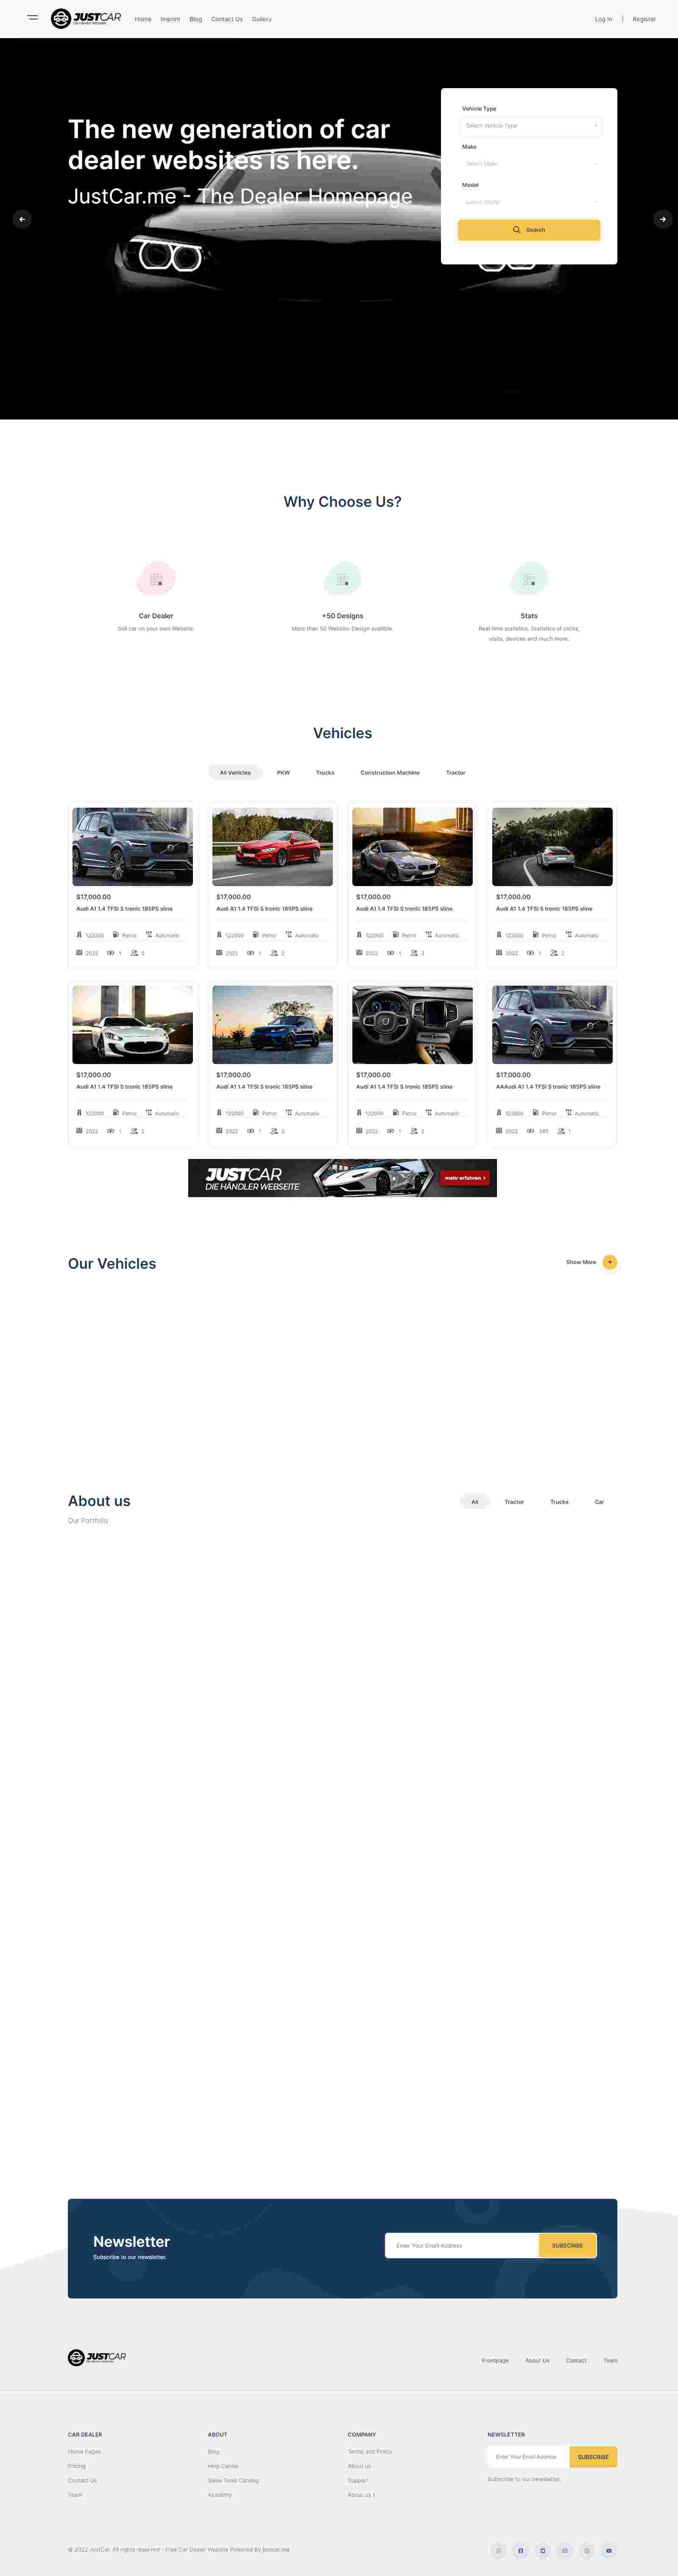 JUSTCAR
Die Händler Webseite
Home Imprint Blog Contact Us Gallery
Log In | Register
The new generation of car
dealer websites is here.
JustCar.me - The Dealer Homepage
Vehicle Type
Select Vehicle Type
Make
Select Make
Model
Select Model
Search
Why Choose Us?
Car Dealer
Sell car on your own Website.
+50 Designs
More than 50 Website-Design availible.
Stats
Real time statistics. Statistics of clicks,
visits, devices and much more.
Vehicles
All Vehicles PKW Trucks Construction Machine Tractor
$17,000.00
Audi A1 1.4 TFSI S tronic 185PS sline
122000 Petrol Automatic
2022 1 5
$17,000.00
Audi A1 1.4 TFSI S tronic 185PS sline
122000 Petrol Automatic
2022 1 2
$17,000.00
Audi A1 1.4 TFSI S tronic 185PS sline
122000 Petrol Automatic
2022 1 3
$17,000.00
Audi A1 1.4 TFSI S tronic 185PS sline
122000 Petrol Automatic
2022 1 2
$17,000.00
Audi A1 1.4 TFSI S tronic 185PS sline
122000 Petrol Automatic
2022 1 2
$17,000.00
Audi A1 1.4 TFSI S tronic 185PS sline
122000 Petrol Automatic
2022 1 2
$17,000.00
Audi A1 1.4 TFSI S tronic 185PS sline
122000 Petrol Automatic
2022 1 2
$17,000.00
AAAudi A1 1.4 TFSI S tronic 185PS sline
122000 Petrol Automatic
2022 345 1
JUSTCAR
DIE HÄNDLER WEBSEITE
mehr erfahren >
Our Vehicles
Show More
About us
Our Portfolio
All Tractor Trucks Car
Newsletter
Subscribe to our newsletter.
Enter Your Email Address
SUBSCRIBE
JUSTCAR
Frontpage About Us Contact Team
CAR DEALER
Home Pages
Pricing
Contact Us
Team
ABOUT
Blog
Help Center
Sales Tools Catalog
Academy
COMPANY
Terms and Policy
About us
Support
About us 1
NEWSLETTER
Enter Your Email Address
SUBSCRIBE
Subscribe to our newsletter.
© 2022 JustCar. All rights reserved - Free Car Dealer Website Powered By justcar.me